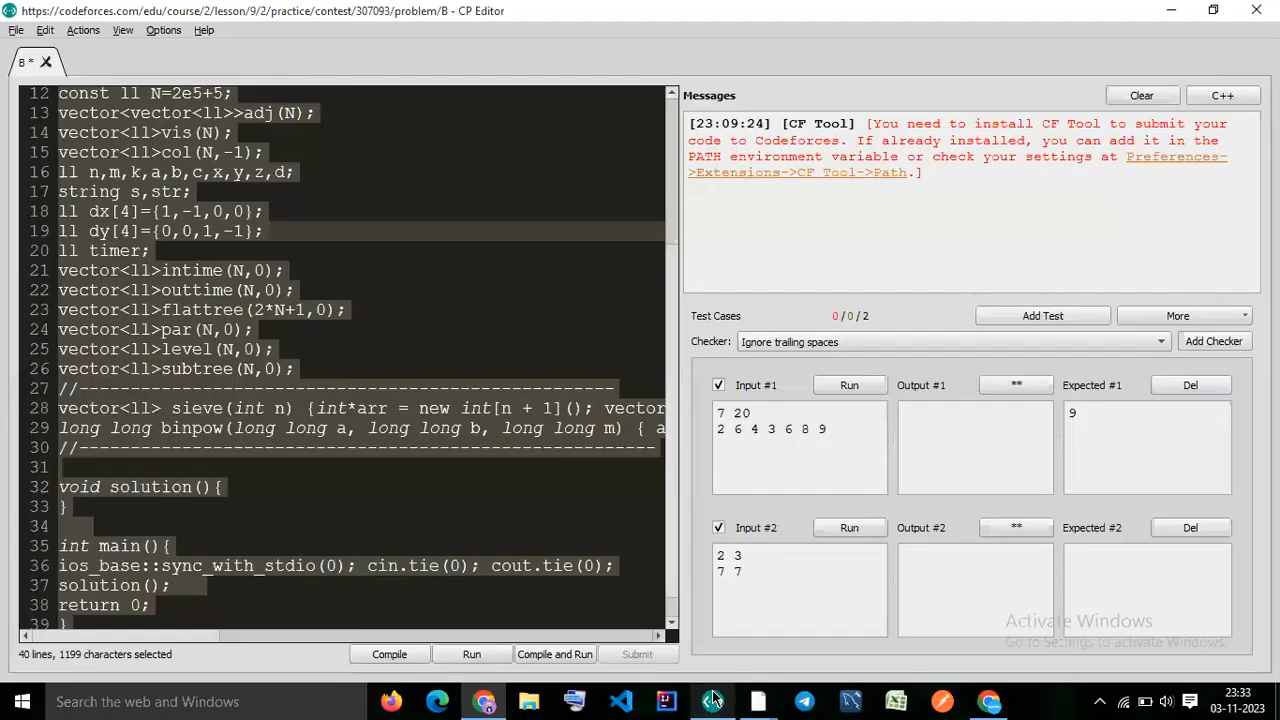 https://codeforces.com/edu/course/2/lesson/9/2/practice/contest/307093/problem/B - CP Editor
File Edit Actions View Options Help
B *
12 const ll N=2e5+5;
13 vector<vector<ll>>adj(N);
14 vector<ll>vis(N);
15 vector<ll>col(N,-1);
16 ll n,m,k,a,b,c,x,y,z,d;
17 string s,str;
18 ll dx[4]={1,-1,0,0};
19 ll dy[4]={0,0,1,-1};
20 ll timer;
21 vector<ll>intime(N,0);
22 vector<ll>outtime(N,0);
23 vector<ll>flattree(2*N+1,0);
24 vector<ll>par(N,0);
25 vector<ll>level(N,0);
26 vector<ll>subtree(N,0);
27 //----------------------------------------------------
28 vector<ll> sieve(int n) {int*arr = new int[n + 1](); vector
29 long long binpow(long long a, long long b, long long m) { a
30 //--------------------------------------------------------
31
32 void solution(){
33 }
34
35 int main(){
36 ios_base::sync_with_stdio(0); cin.tie(0); cout.tie(0);
37 solution();
38 return 0;
39 }
40 lines, 1199 characters selected
Compile Run Compile and Run Submit
Messages Clear C++
[23:09:24] [CF Tool] [You need to install CF Tool to submit your
code to Codeforces. If already installed, you can add it in the
PATH environment variable or check your settings at Preferences-
>Extensions->CF Tool->Path.]
Test Cases 0/0/2 Add Test More
Checker: Ignore trailing spaces Add Checker
Input #1 Run Output #1 ** Expected #1 Del
7 20
2 6 4 3 6 8 9
9
Input #2 Run Output #2 ** Expected #2 Del
2 3
7 7
Activate Windows
Go to Settings to activate Windows.
Search the web and Windows
23:33
03-11-2023